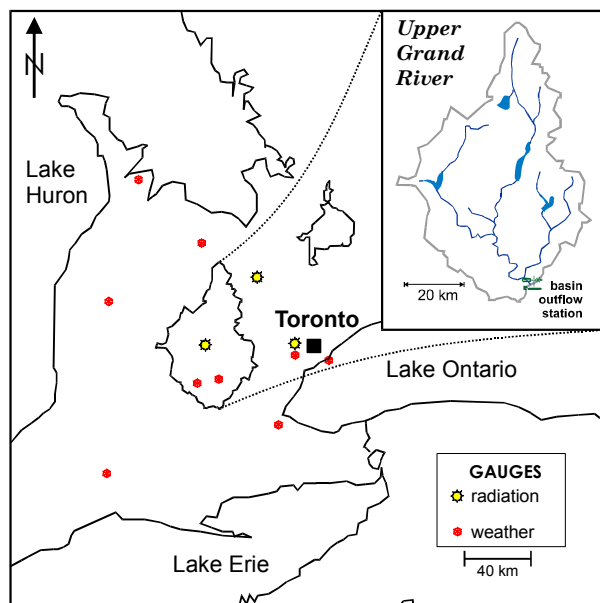 N
Lake
Huron
Toronto
Lake Ontario
Lake Erie
Upper
Grand
River
20 km
basin
outflow
station
GAUGES
radiation
weather
40 km